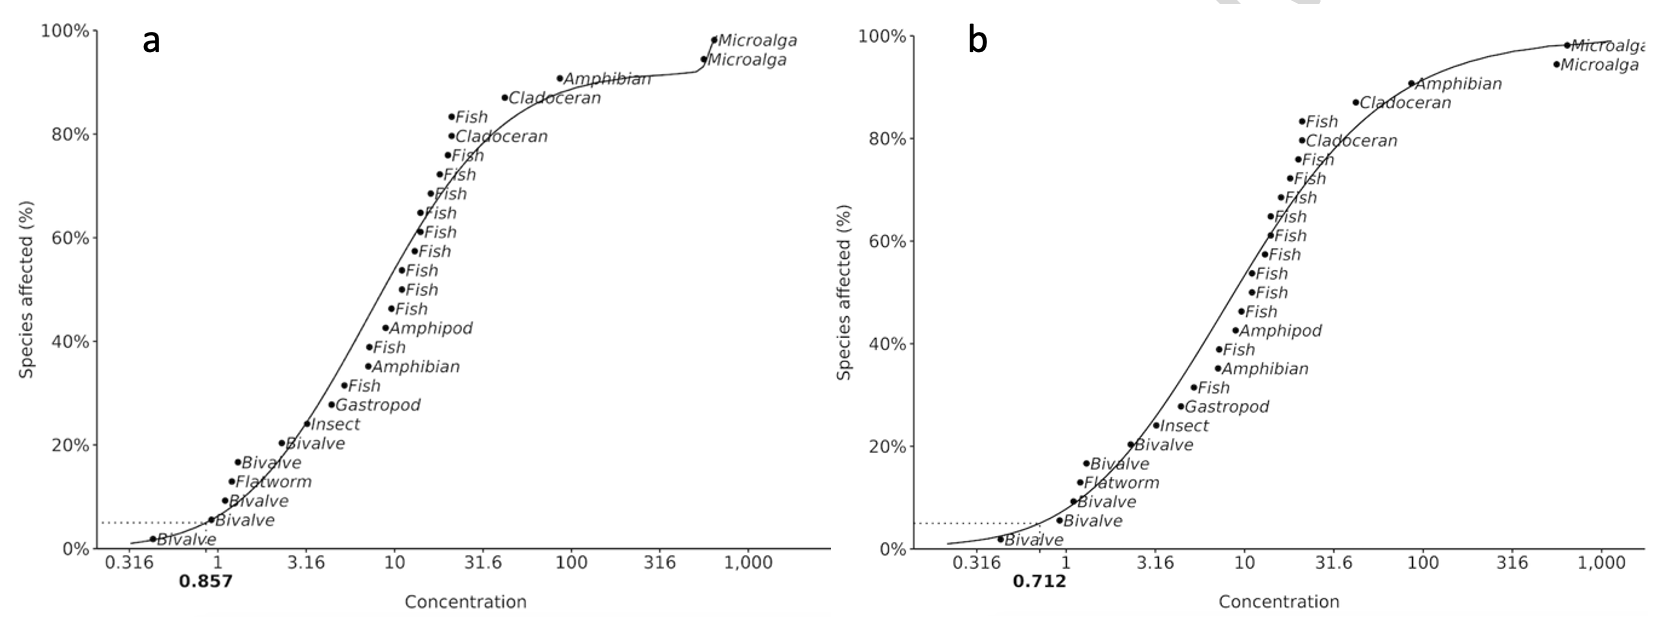 a
Species affected (%)
100%
80%
60%
40%
20%
0%
Microalga
Microalga
Amphibian
Cladoceran
Fish
Cladoceran
Fish
Fish
Fish
Fish
Fish
Fish
Fish
Fish
Fish
Amphipod
Fish
Amphibian
Fish
Gastropod
Insect
Bivalve
Bivalve
Flatworm
Bivalve
Bivalve
Bivalve
0.316 1 3.16 10 31.6 100 316 1,000
0.857
Concentration
b
Species affected (%)
100%
80%
60%
40%
20%
0%
Microalga
Microalga
Amphibian
Cladoceran
Fish
Cladoceran
Fish
Fish
Fish
Fish
Fish
Fish
Fish
Fish
Fish
Amphipod
Fish
Amphibian
Fish
Gastropod
Insect
Bivalve
Bivalve
Flatworm
Bivalve
Bivalve
Bivalve
0.316 1 3.16 10 31.6 100 316 1,000
0.712
Concentration